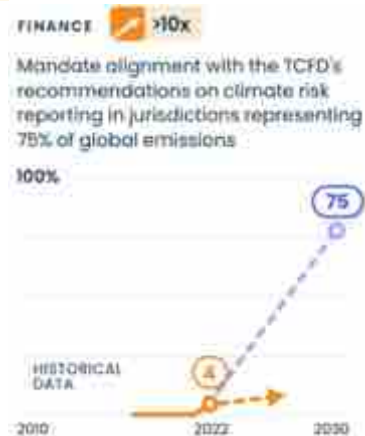 FINANCE >10x
Mandate alignment with the TCFD's
recommendations on climate risk
reporting in jurisdictions representing
75% of global emissions
100%
75
HISTORICAL
DATA
4
2010 2022 2030